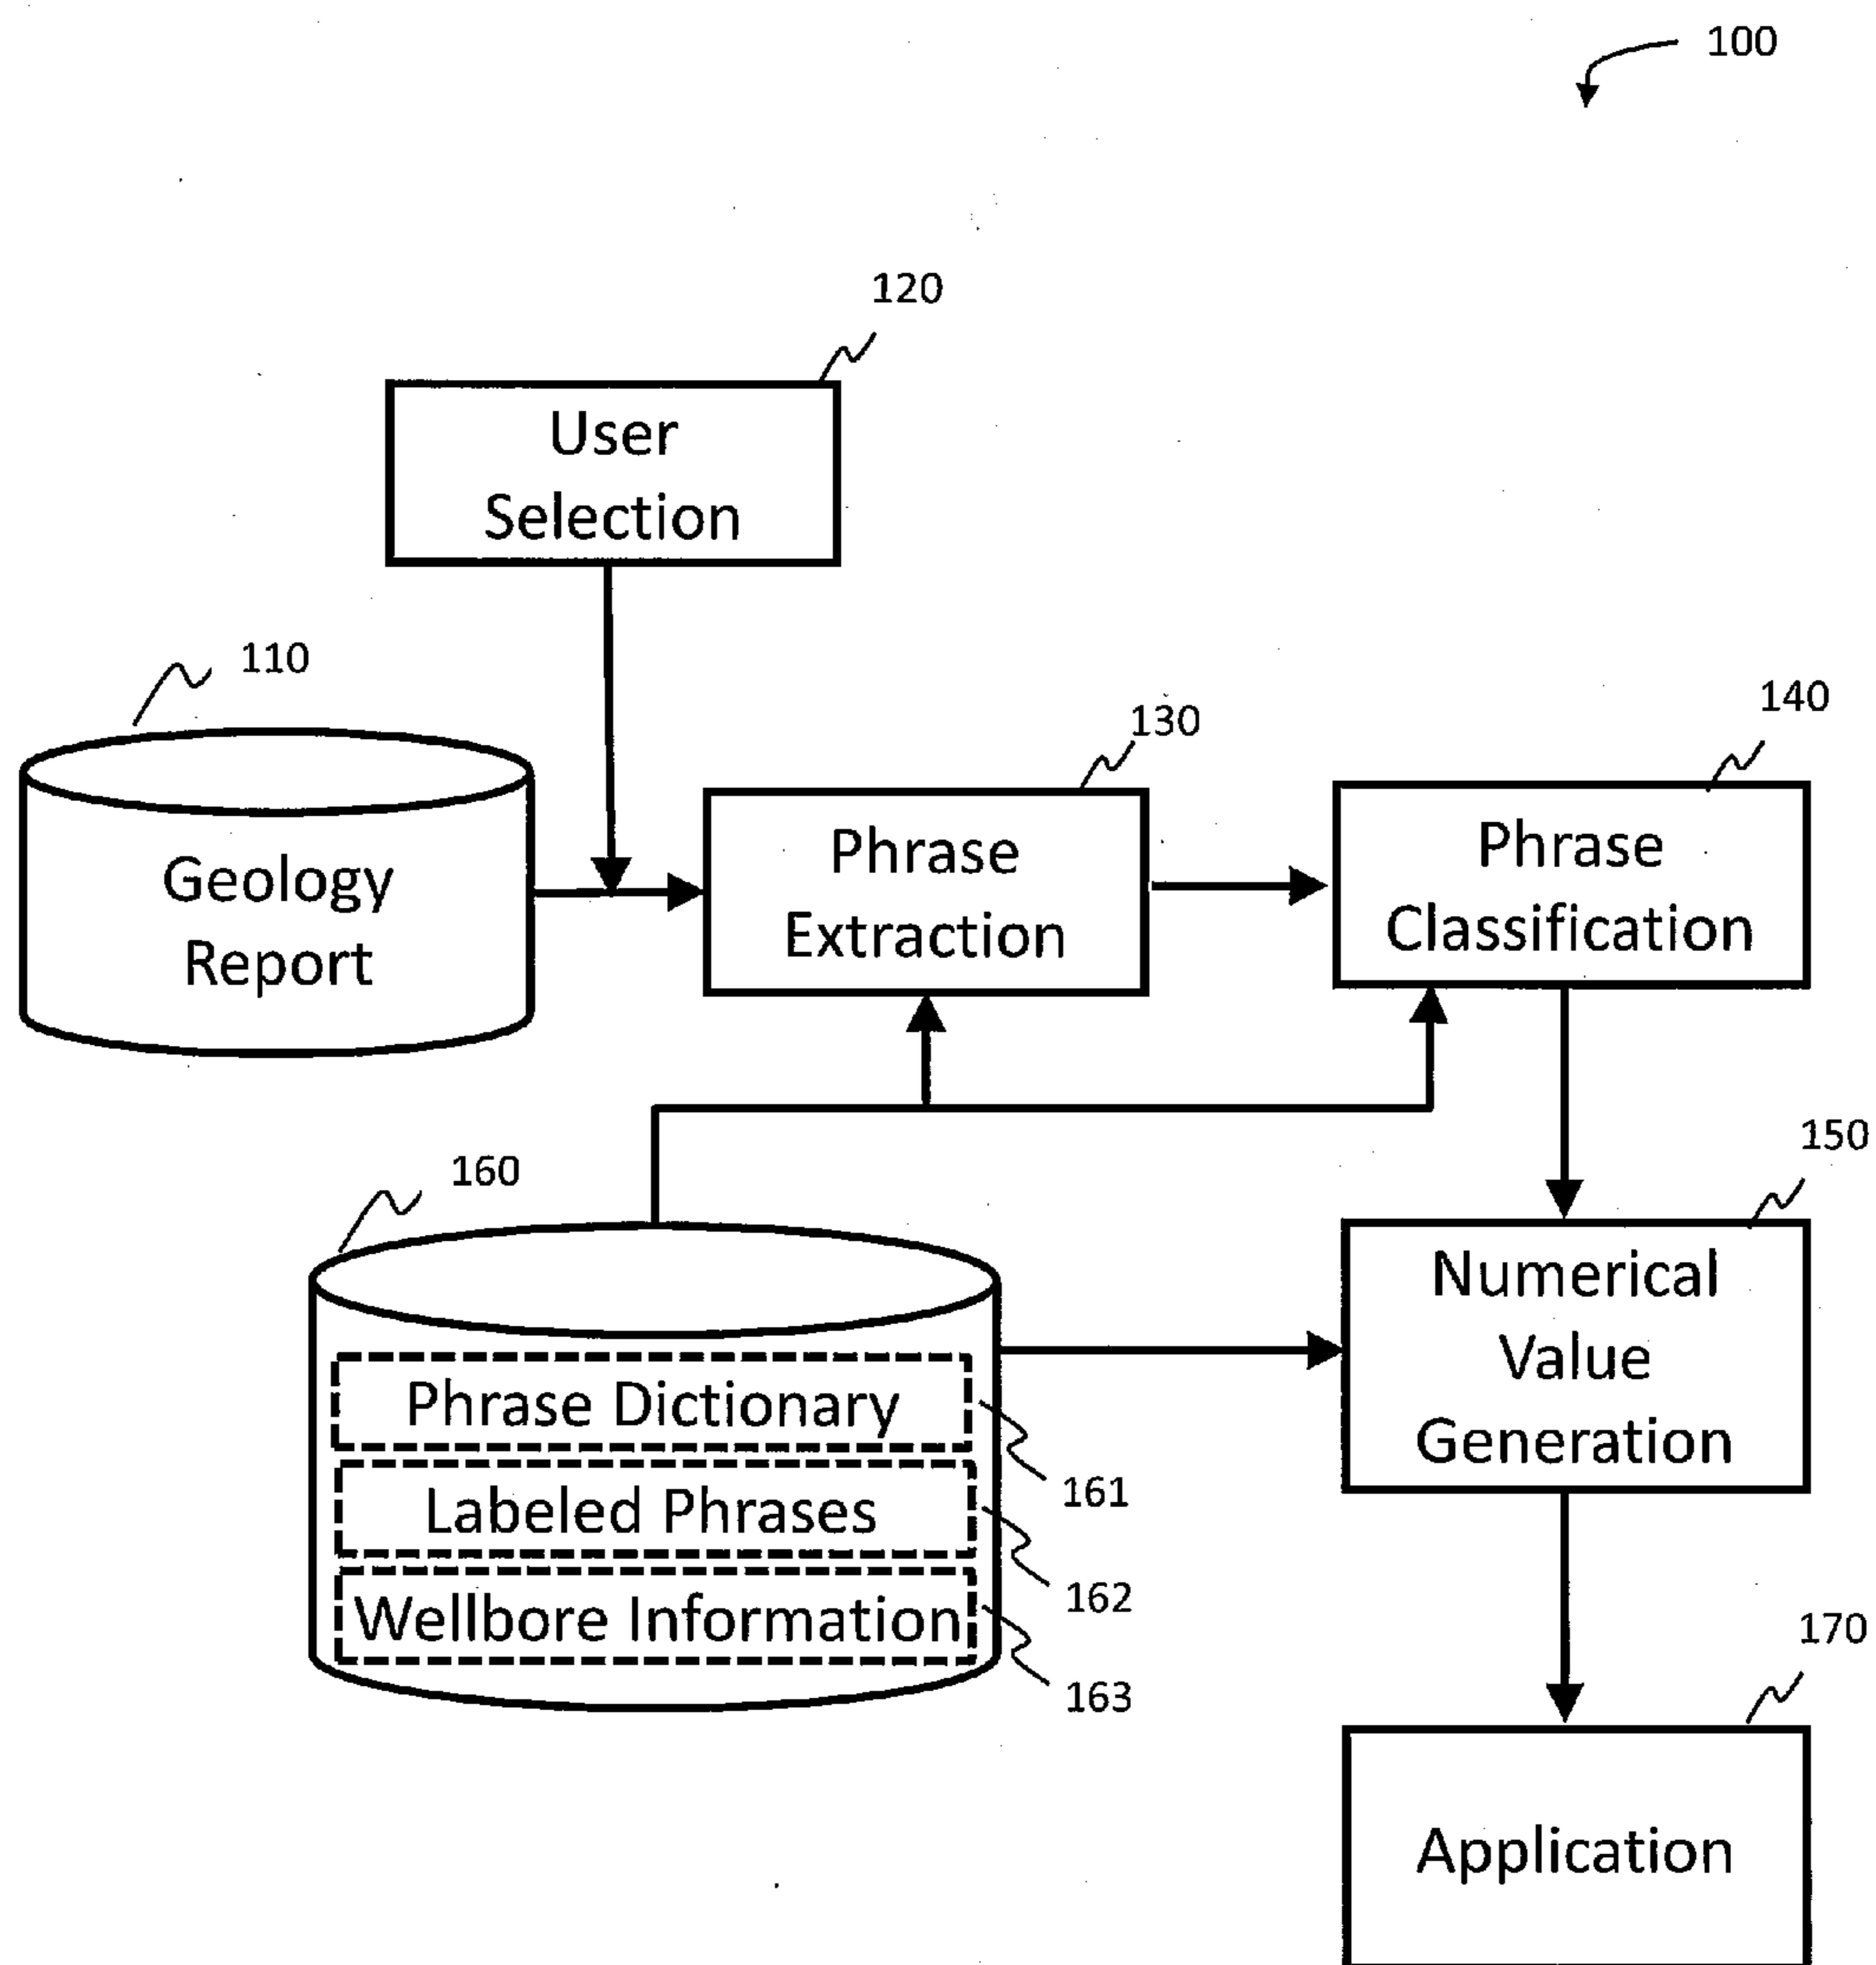 100
120
User
Selection
110
Geology
Report
130
Phrase
Extraction
140
Phrase
Classification
150
Numerical
Value
Generation
160
Phrase Dictionary
161
Labeled Phrases
162
Wellbore Information
163
170
Application